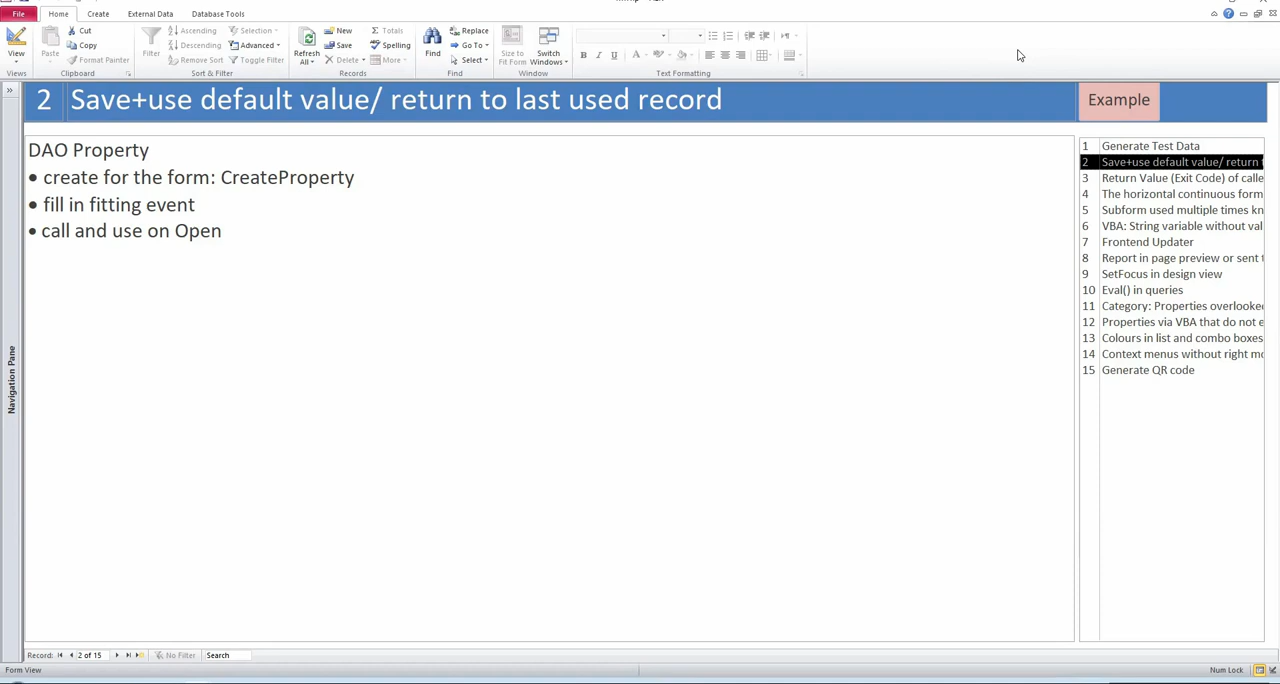 File Home Create External Data Database Tools
View
Views
Paste
Cut
Copy
Format Painter
Clipboard
Filter
Ascending
Descending
Remove Sort
Selection
Advanced
Toggle Filter
Sort & Filter
Refresh All
New
Save
Delete
Totals
Spelling
More
Records
Find
Replace
Go To
Select
Find
Size to Fit Form
Switch Windows
Window
B I U A
Text Formatting
2 Save+use default value/ return to last used record
Example
DAO Property
• create for the form: CreateProperty
• fill in fitting event
• call and use on Open
1 Generate Test Data
2 Save+use default value/ return t
3 Return Value (Exit Code) of calle
4 The horizontal continuous form
5 Subform used multiple times kn
6 VBA: String variable without val
7 Frontend Updater
8 Report in page preview or sent t
9 SetFocus in design view
10 Eval() in queries
11 Category: Properties overlooked
12 Properties via VBA that do not e
13 Colours in list and combo boxes
14 Context menus without right mo
15 Generate QR code
Navigation Pane
Record: 2 of 15 No Filter Search
Form View
Num Lock